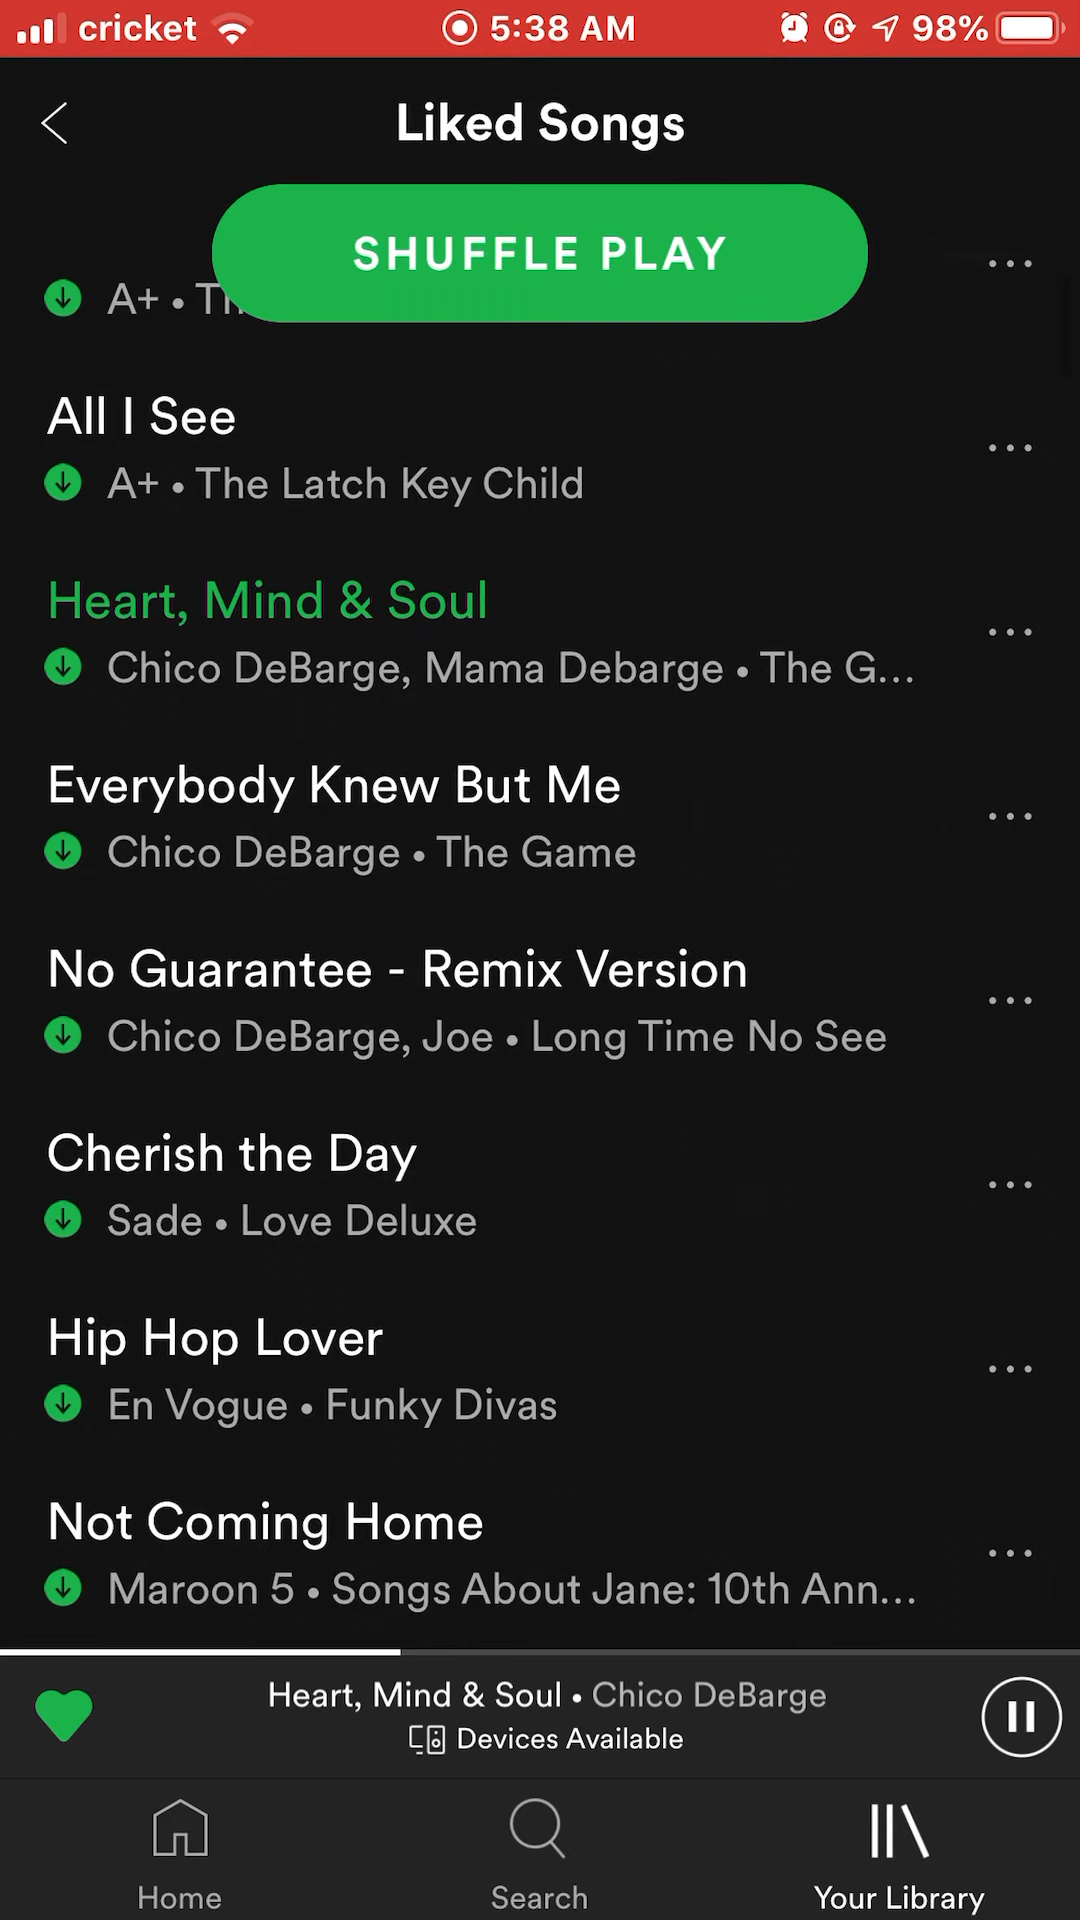 cricket 5:38 AM 98%
Liked Songs
SHUFFLE PLAY
A+ •
All I See
A+ • The Latch Key Child
Heart, Mind & Soul
Chico DeBarge, Mama Debarge • The G...
Everybody Knew But Me
Chico DeBarge • The Game
No Guarantee - Remix Version
Chico DeBarge, Joe • Long Time No See
Cherish the Day
Sade • Love Deluxe
Hip Hop Lover
En Vogue • Funky Divas
Not Coming Home
Maroon 5 • Songs About Jane: 10th Ann...
Heart, Mind & Soul • Chico DeBarge
Devices Available
Home Search Your Library